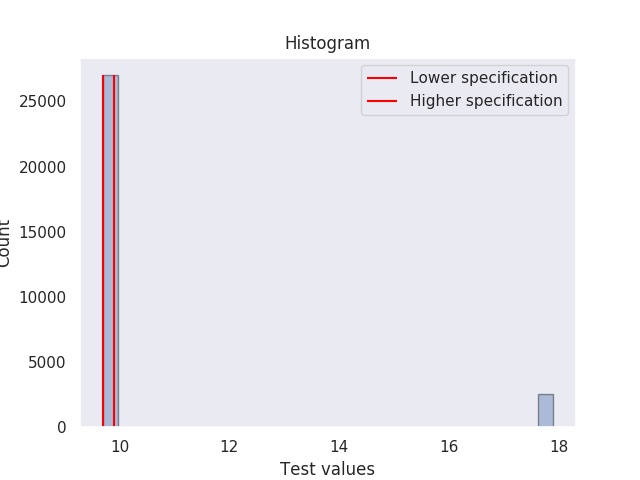 Histogram
Lower specification
Higher specification
25000
20000
15000
10000
5000
0
Count
10 12 14 16 18
Test values